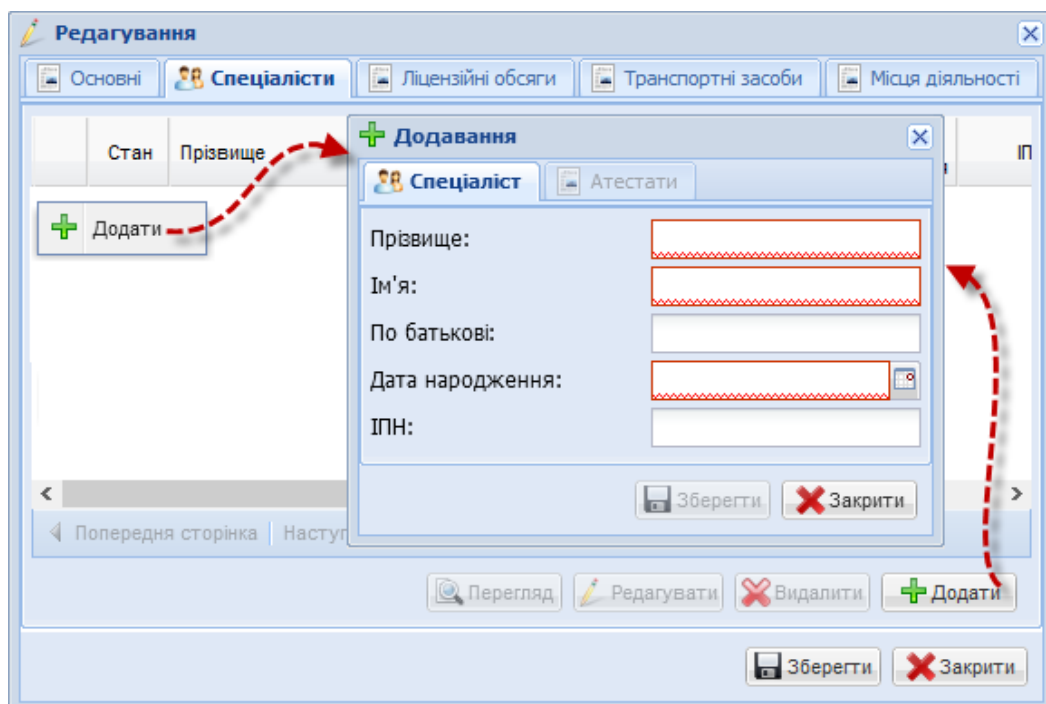 Редагування
Основні Спеціалісти Ліцензійні обсяги Транспортні засоби Місця діяльності
Стан Прізвище ІП
Додати
Додавання
Спеціаліст Атестати
Прізвище:
Ім'я:
По батькові:
Дата народження:
ІПН:
Зберегти Закрити
Попередня сторінка Наступ
Перегляд Редагувати Видалити Додати
Зберегти Закрити